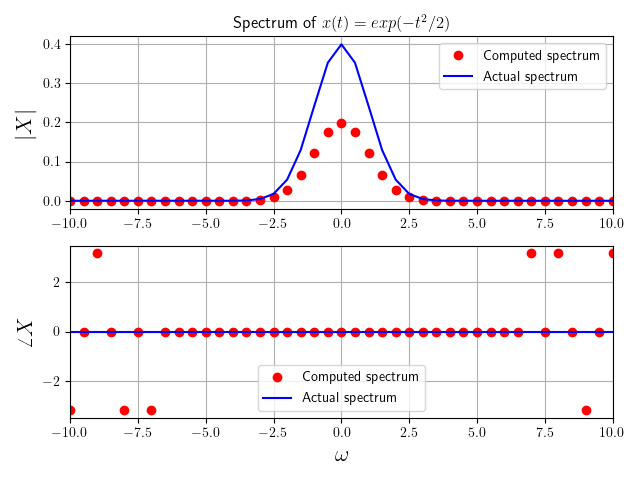 Spectrum of x(t) = exp(−t²/2)
0.4
0.3
0.2
0.1
0.0
|X|
Computed spectrum
Actual spectrum
−10.0 −7.5 −5.0 −2.5 0.0 2.5 5.0 7.5 10.0
2
0
−2
∠X
Computed spectrum
Actual spectrum
−10.0 −7.5 −5.0 −2.5 0.0 2.5 5.0 7.5 10.0
ω